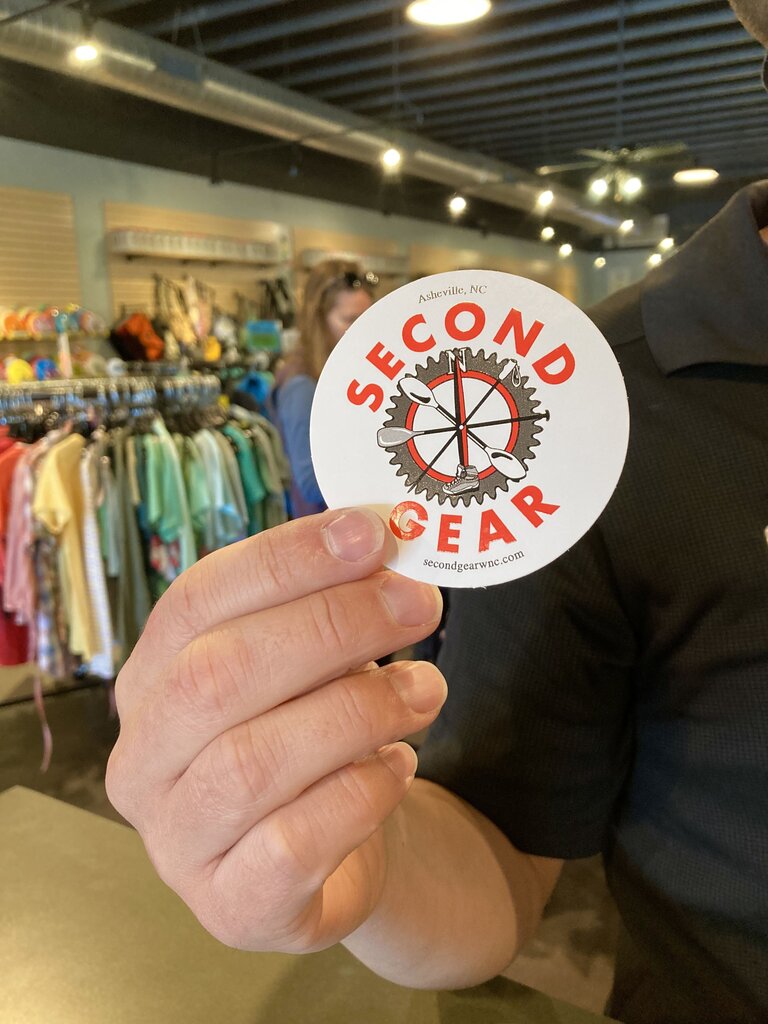 Asheville, NC
SECOND
N
GEAR
secondgearwnc.com